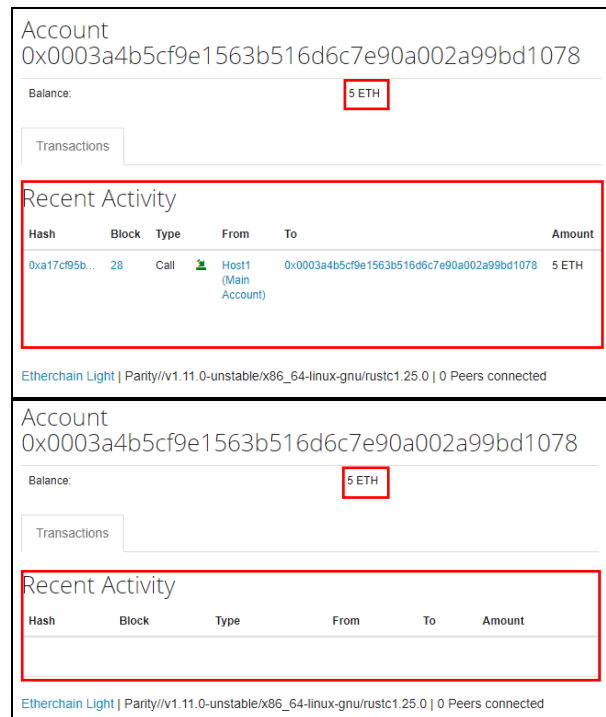 Account
0x0003a4b5cf9e1563b516d6c7e90a002a99bd1078
Balance: 5 ETH
Transactions
Recent Activity
Hash Block Type From To Amount
0xa17cf95b... 28 Call Host1 0x0003a4b5cf9e1563b516d6c7e90a002a99bd1078 5 ETH
(Main
Account)
Etherchain Light | Parity//v1.11.0-unstable/x86_64-linux-gnu/rustc1.25.0 | 0 Peers connected
Account
0x0003a4b5cf9e1563b516d6c7e90a002a99bd1078
Balance: 5 ETH
Transactions
Recent Activity
Hash Block Type From To Amount
Etherchain Light | Parity//v1.11.0-unstable/x86_64-linux-gnu/rustc1.25.0 | 0 Peers connected